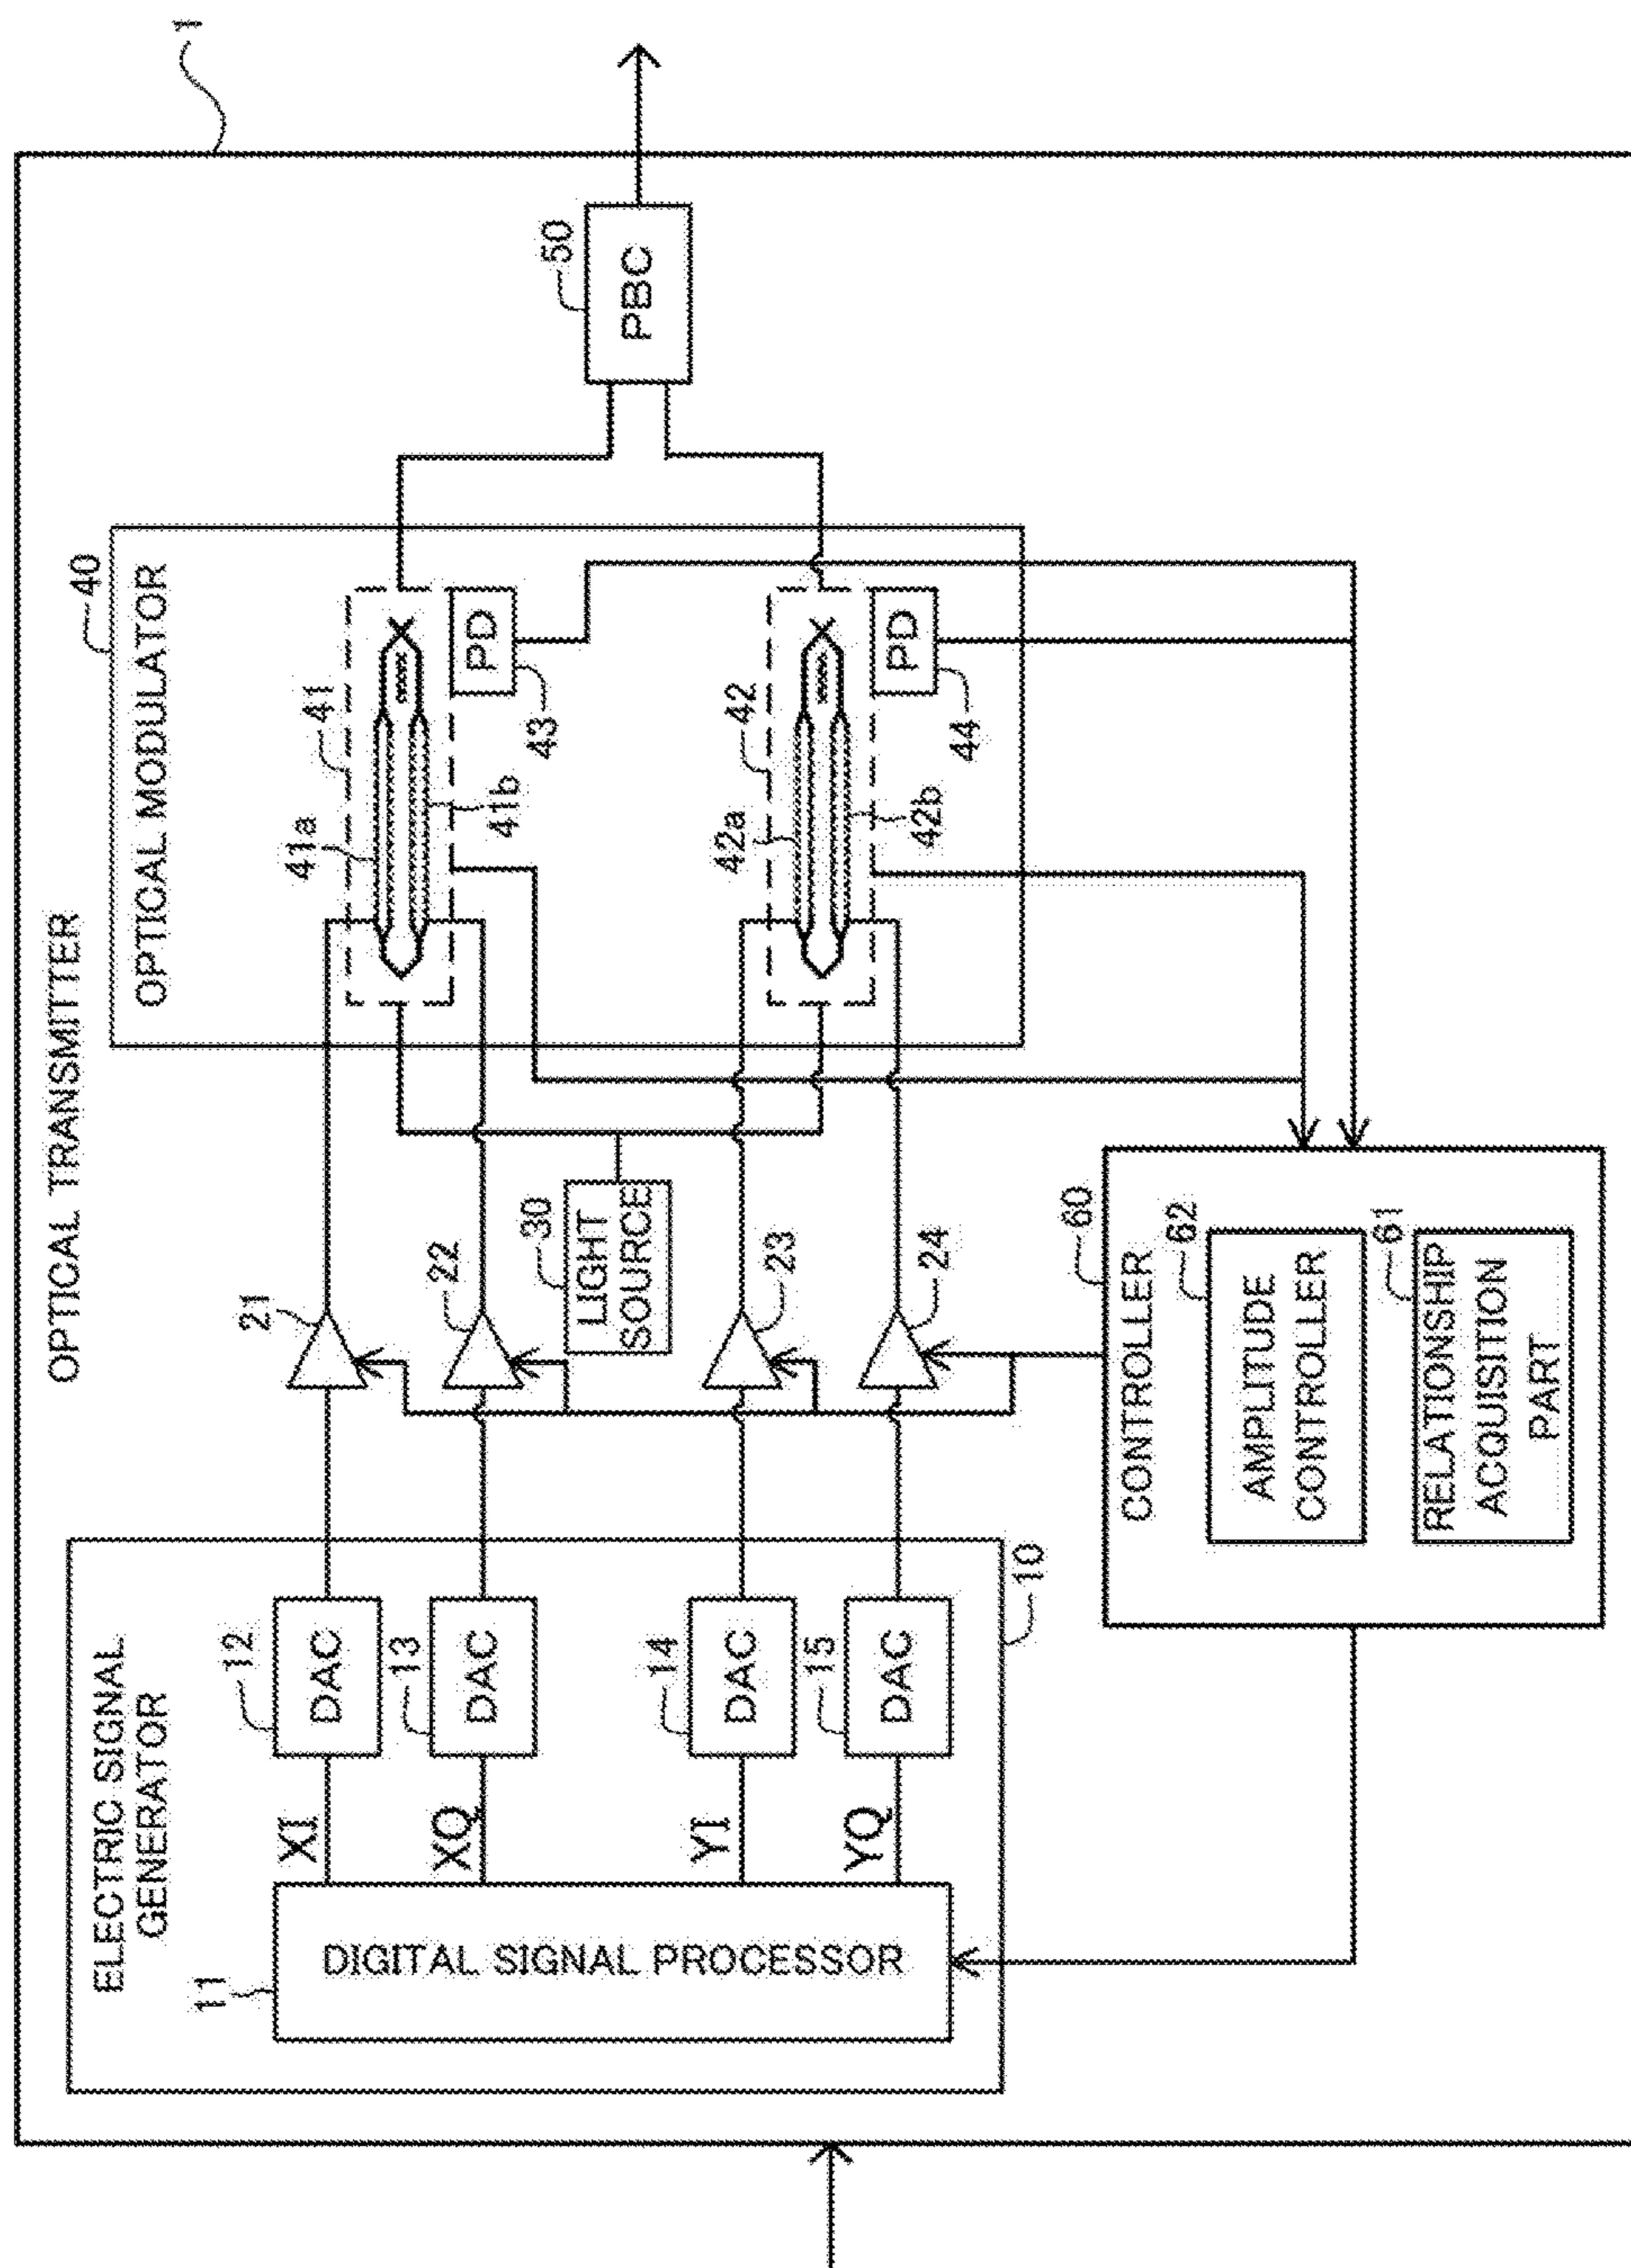 OPTICAL TRANSMITTER
1
ELECTRIC SIGNAL
GENERATOR
10
11
DIGITAL SIGNAL PROCESSOR
XI
XQ
YI
YQ
12
DAC
13
DAC
14
DAC
15
DAC
21
22
23
24
30
LIGHT
SOURCE
40
OPTICAL MODULATOR
41
41a
41b
PD
43
42
42a
42b
PD
44
50
PBC
60
CONTROLLER
62
AMPLITUDE
CONTROLLER
61
RELATIONSHIP
ACQUISITION
PART